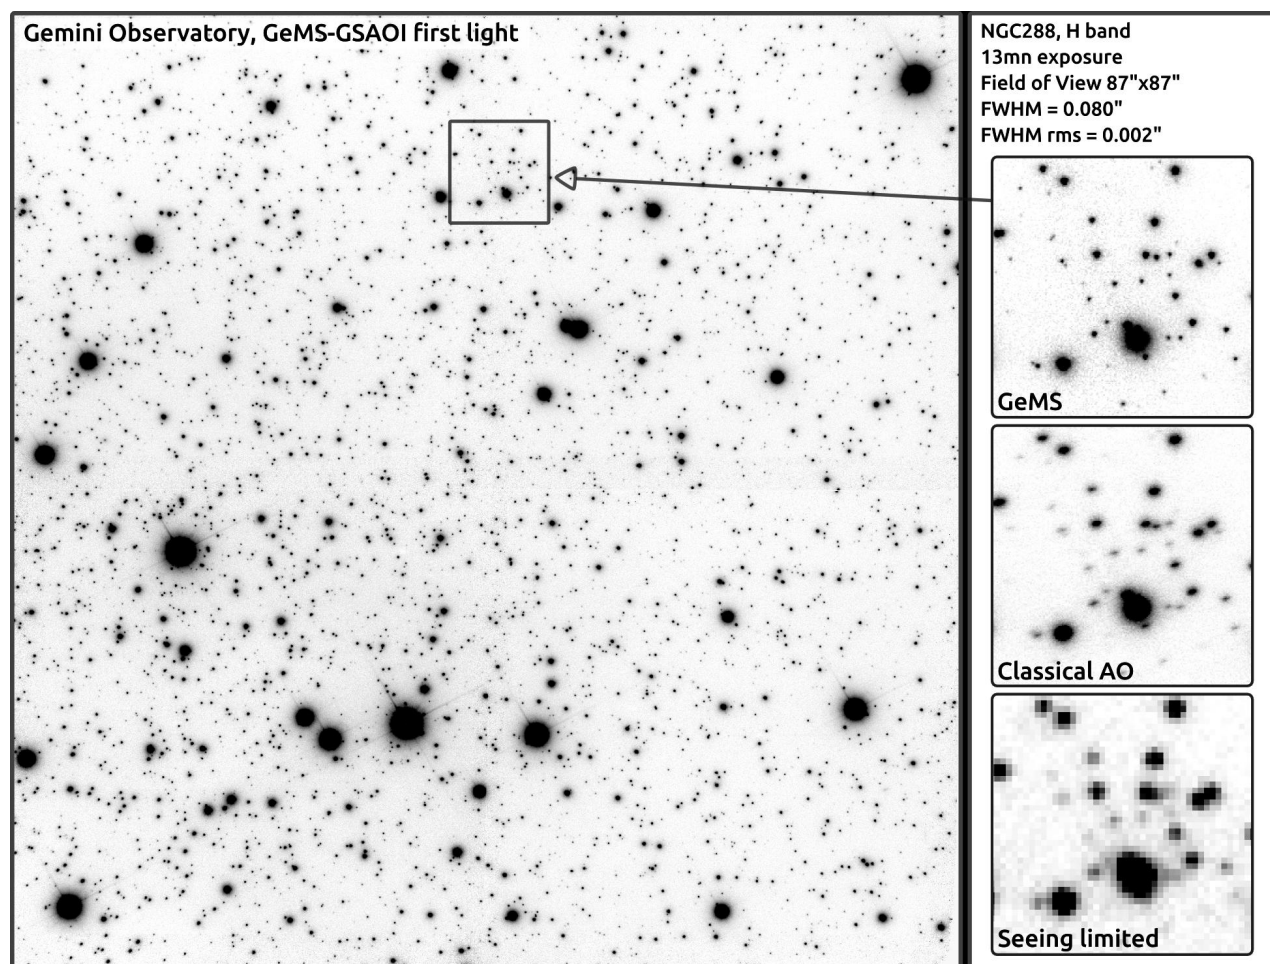 Gemini Observatory, GeMS-GSAOI first light
NGC288, H band
13mn exposure
Field of View 87"x87"
FWHM = 0.080"
FWHM rms = 0.002"
GeMS
Classical AO
Seeing limited